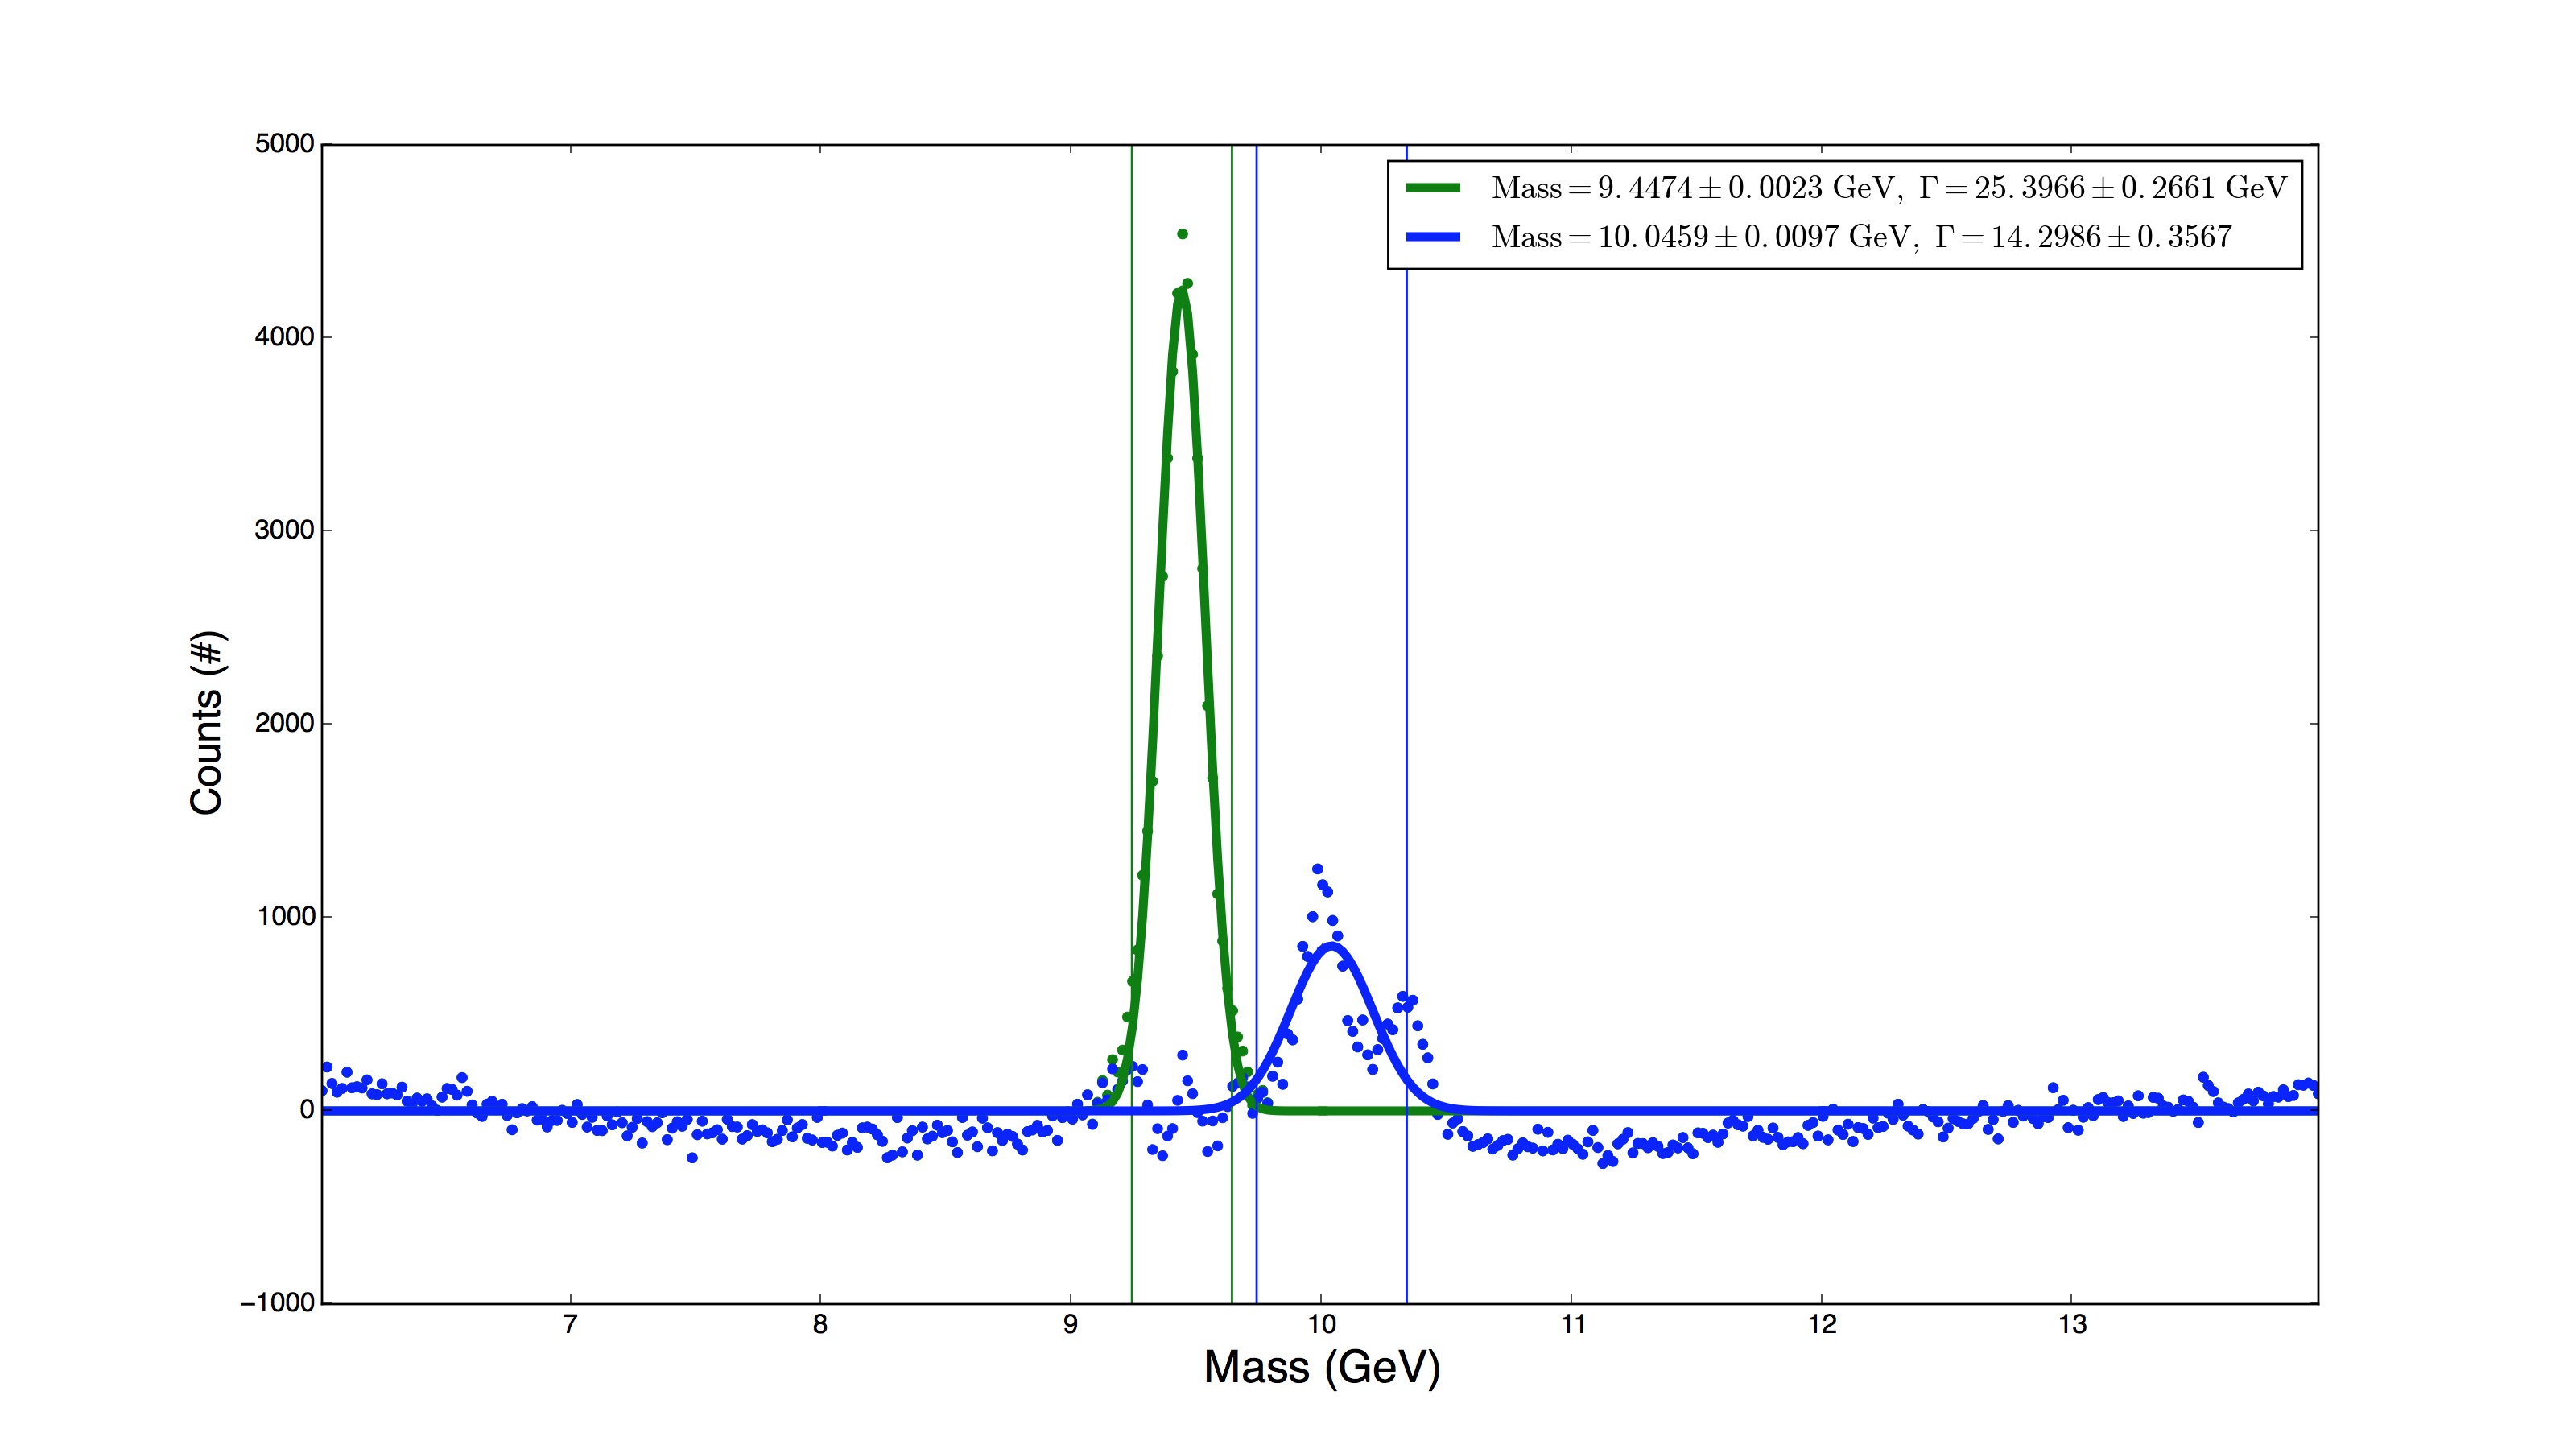 5000
4000
3000
2000
1000
0
−1000
Counts (#)
Mass = 9.4474 ± 0.0023 GeV, Γ = 25.3966 ± 0.2661 GeV
Mass = 10.0459 ± 0.0097 GeV, Γ = 14.2986 ± 0.3567
7 8 9 10 11 12 13
Mass (GeV)